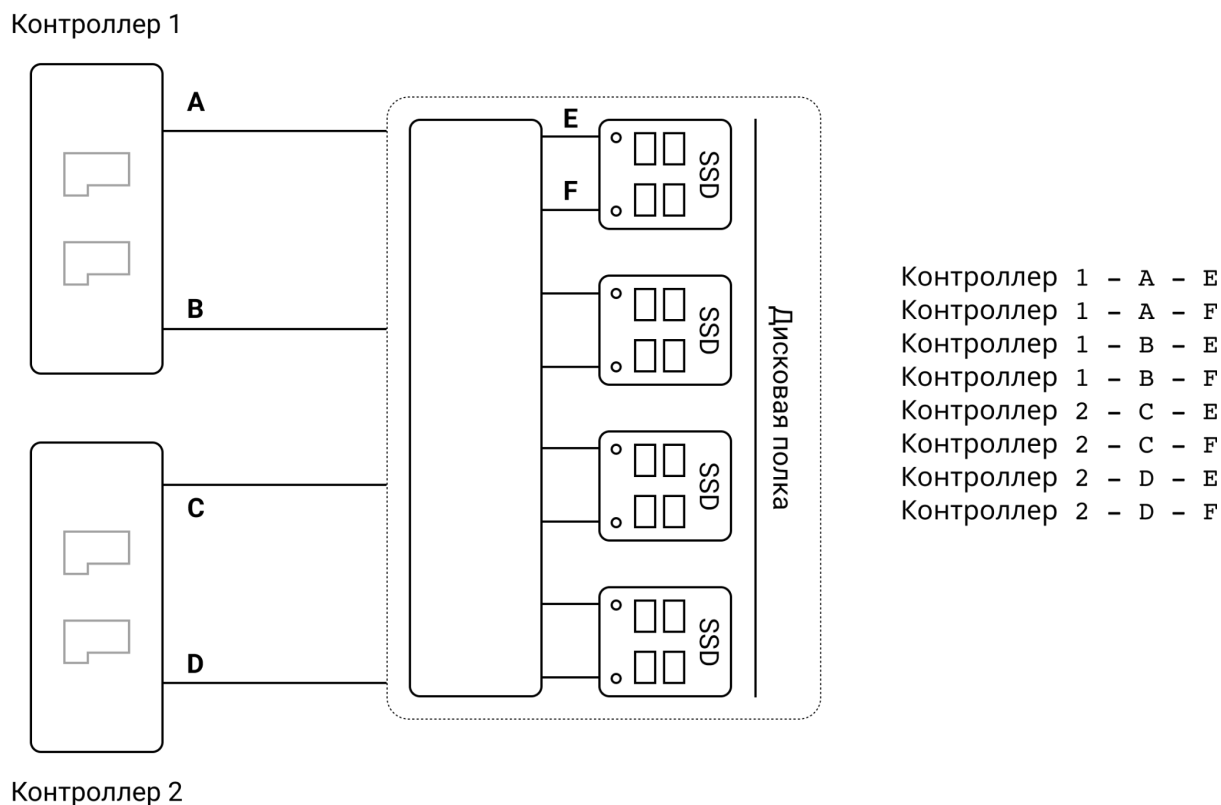 Контроллер 1
A
B
C
D
Контроллер 2
E
F
SSD
SSD
SSD
SSD
Дисковая полка
Контроллер 1 – A – E
Контроллер 1 – A – F
Контроллер 1 – B – E
Контроллер 1 – B – F
Контроллер 2 – C – E
Контроллер 2 – C – F
Контроллер 2 – D – E
Контроллер 2 – D – F